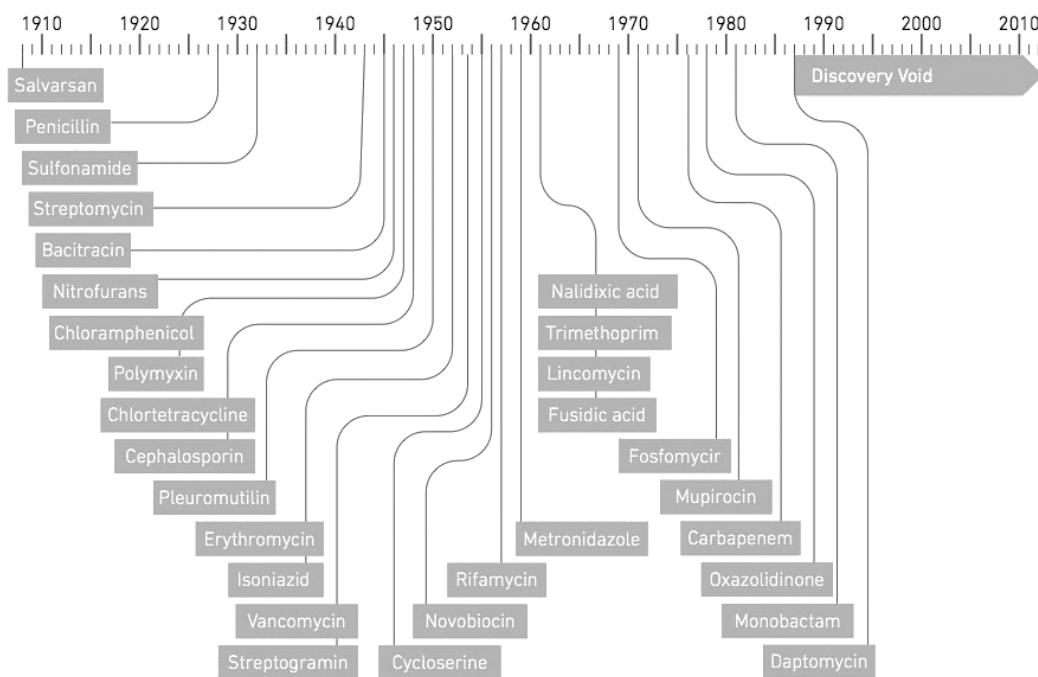 1910 1920 1930 1940 1950 1960 1970 1980 1990 2000 2010
Salvarsan
Discovery Void
Penicillin
Sulfonamide
Streptomycin
Bacitracin
Nitrofurans
Nalidixic acid
Chloramphenicol
Trimethoprim
Polymyxin
Lincomycin
Chlortetracycline
Fusidic acid
Cephalosporin
Fosfomycir
Pleuromutilin
Mupirocin
Erythromycin
Metronidazole
Carbapenem
Isoniazid
Rifamycin
Oxazolidinone
Vancomycin
Novobiocin
Monobactam
Streptogramin
Cycloserine
Daptomycin